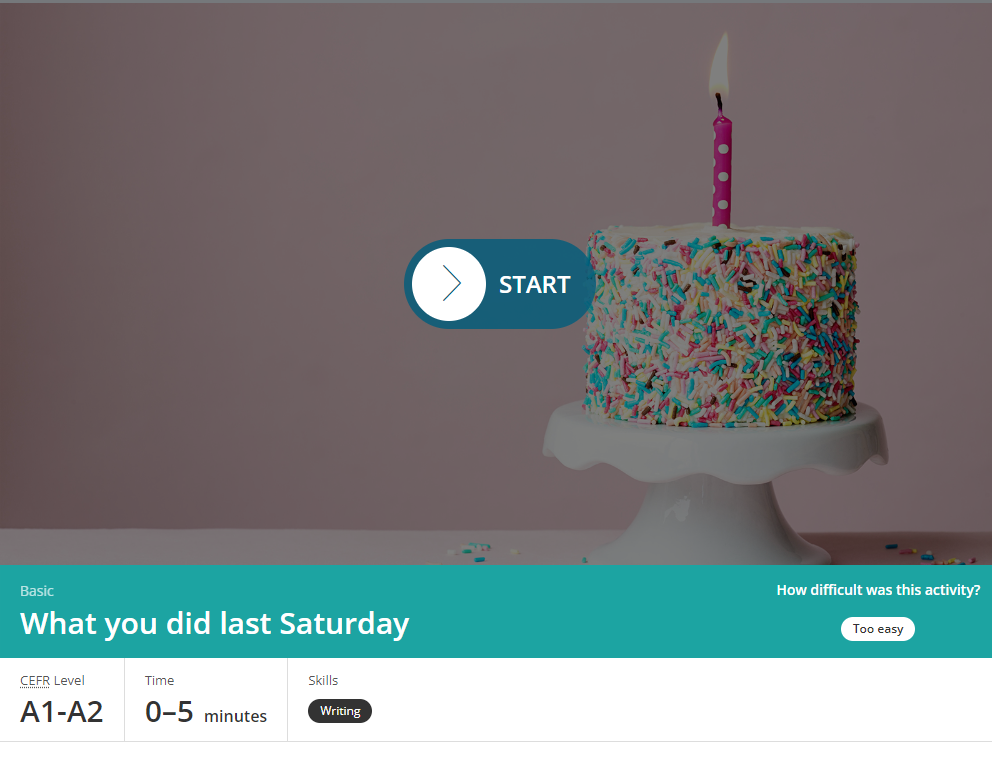 START
Basic
How difficult was this activity?
What you did last Saturday
Too easy
CEFR Level
Time
Skills
A1-A2
0–5 minutes
Writing